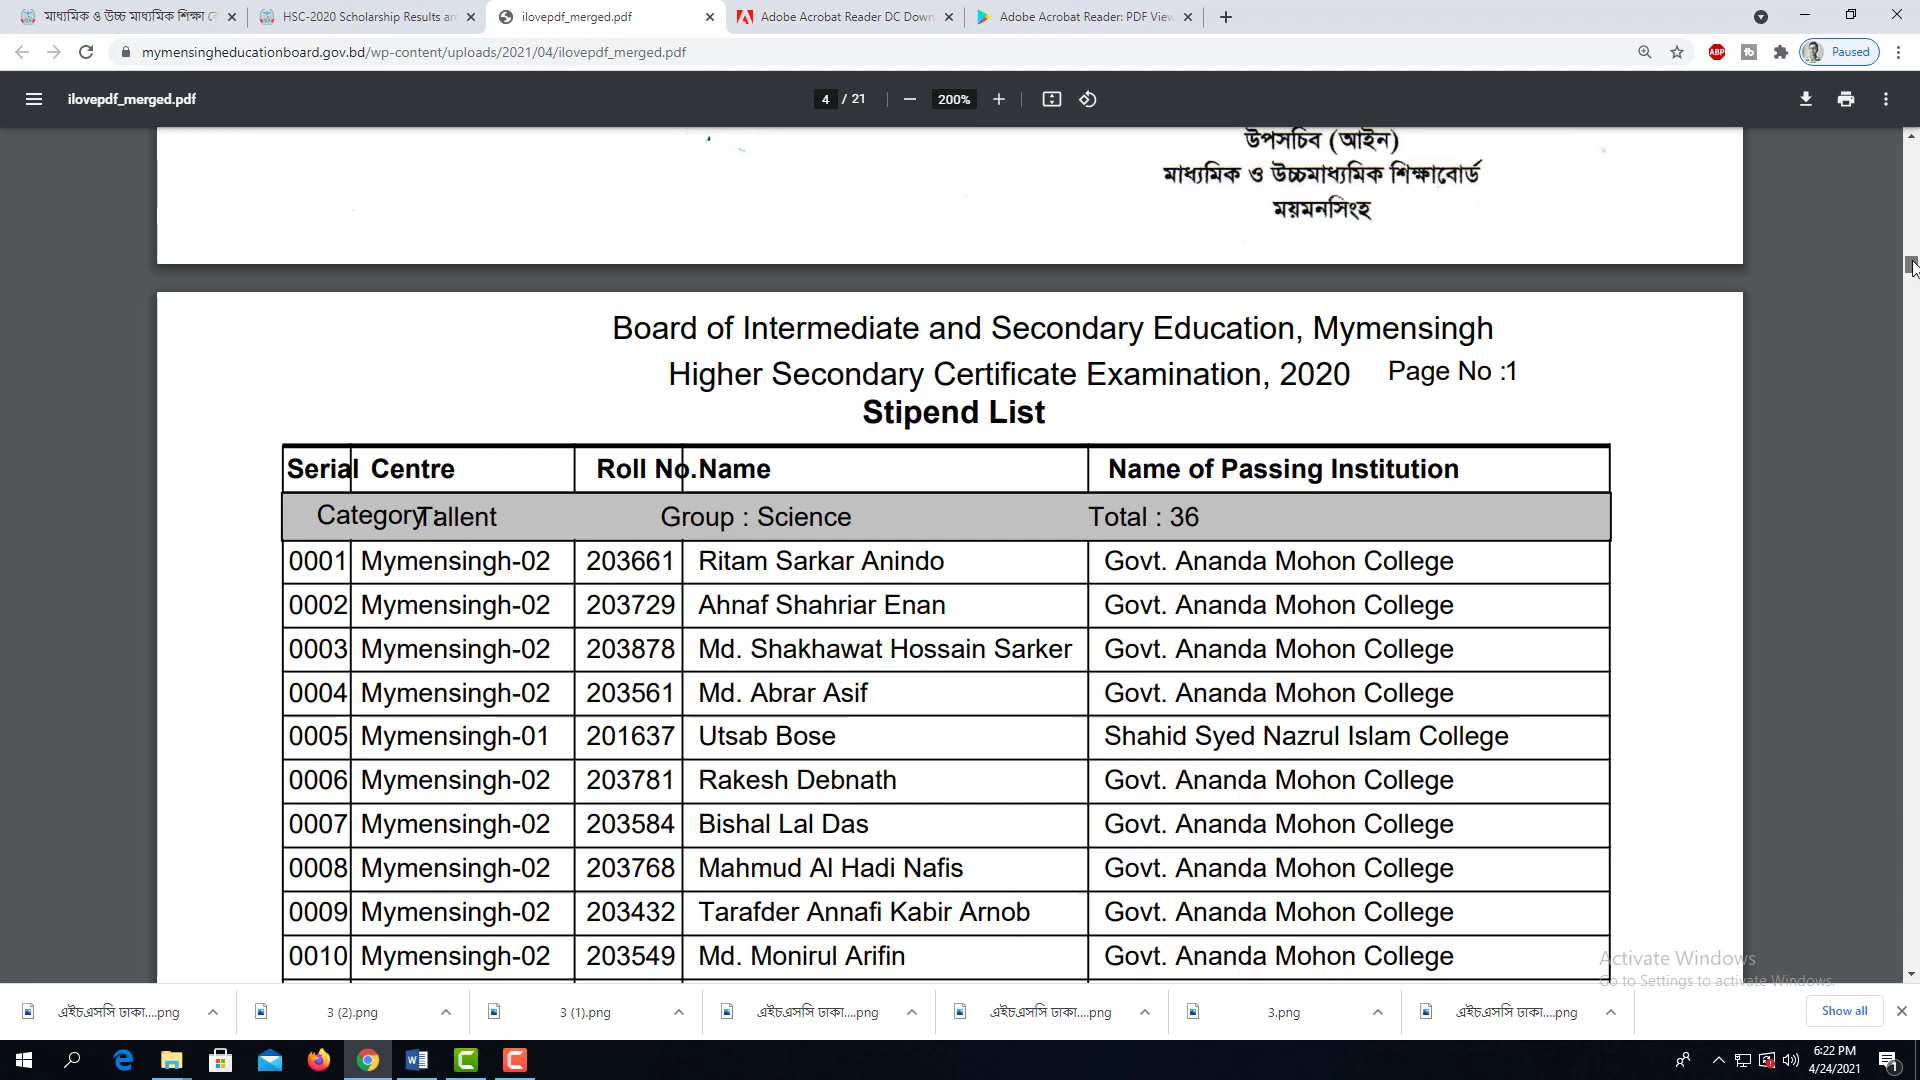 মাধ্যমিক ও উচ্চ মাধ্যমিক শিক্ষা বো
HSC-2020 Scholarship Results are
ilovepdf_merged.pdf
Adobe Acrobat Reader DC Down
Adobe Acrobat Reader: PDF View
mymensingheducationboard.gov.bd/wp-content/uploads/2021/04/ilovepdf_merged.pdf
ABP
Paused
ilovepdf_merged.pdf
4 / 21
200%
উপসচিব (আইন)
মাধ্যমিক ও উচ্চমাধ্যমিক শিক্ষাবোর্ড
ময়মনসিংহ
Board of Intermediate and Secondary Education, Mymensingh
Higher Secondary Certificate Examination, 2020 Page No :1
Stipend List
Serial Centre Roll No. Name Name of Passing Institution
Category Tallent Group : Science Total : 36
0001 Mymensingh-02 203661 Ritam Sarkar Anindo Govt. Ananda Mohon College
0002 Mymensingh-02 203729 Ahnaf Shahriar Enan Govt. Ananda Mohon College
0003 Mymensingh-02 203878 Md. Shakhawat Hossain Sarker Govt. Ananda Mohon College
0004 Mymensingh-02 203561 Md. Abrar Asif Govt. Ananda Mohon College
0005 Mymensingh-01 201637 Utsab Bose Shahid Syed Nazrul Islam College
0006 Mymensingh-02 203781 Rakesh Debnath Govt. Ananda Mohon College
0007 Mymensingh-02 203584 Bishal Lal Das Govt. Ananda Mohon College
0008 Mymensingh-02 203768 Mahmud Al Hadi Nafis Govt. Ananda Mohon College
0009 Mymensingh-02 203432 Tarafder Annafi Kabir Arnob Govt. Ananda Mohon College
0010 Mymensingh-02 203549 Md. Monirul Arifin Govt. Ananda Mohon College
Activate Windows
Go to Settings to activate Windows.
এইচএসসি ঢাকা....png
3 (2).png
3 (1).png
এইচএসসি ঢাকা....png
এইচএসসি ঢাকা....png
3.png
এইচএসসি ঢাকা....png
Show all
6:22 PM
4/24/2021
1